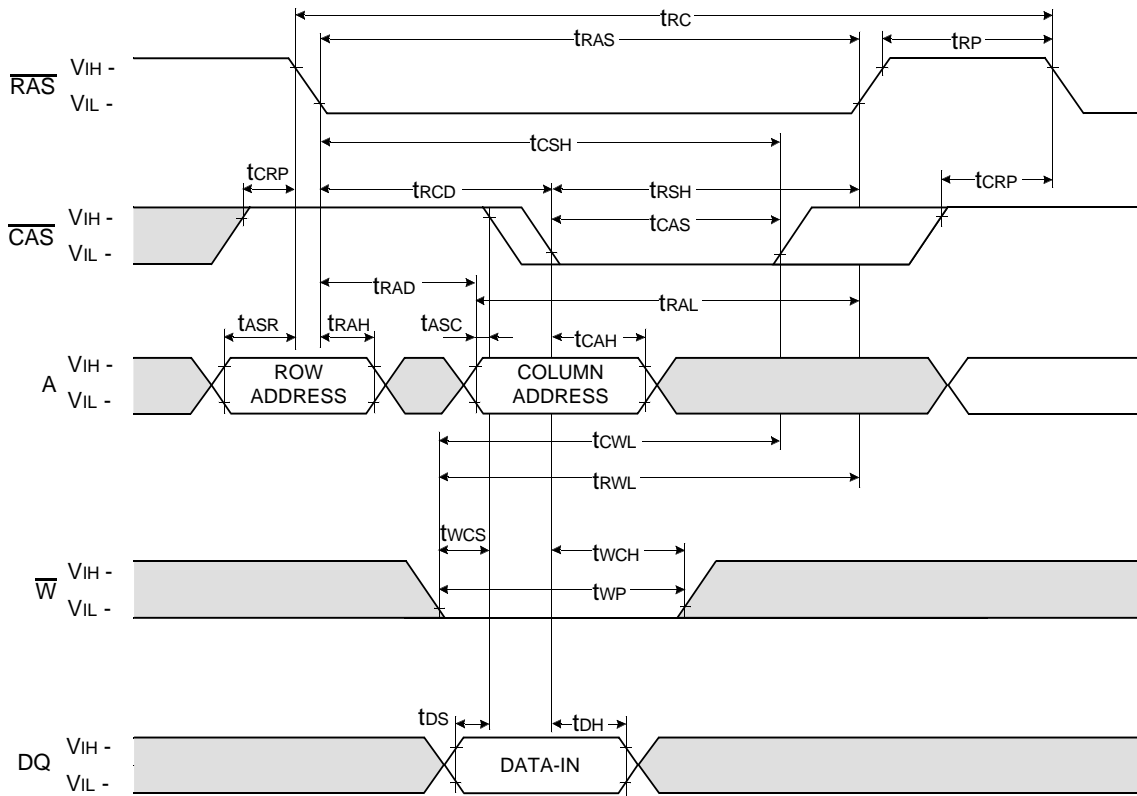 tRC
tRAS
tRP
RAS
VIH -
VIL -
tCSH
tCRP
tRCD
tRSH
tCRP
CAS
VIH -
VIL -
tCAS
tRAD
tRAL
tASR
tRAH
tASC
tCAH
A
VIH -
VIL -
ROW
ADDRESS
COLUMN
ADDRESS
tCWL
tRWL
tWCS
tWCH
W
VIH -
VIL -
tWP
tDS
tDH
DQ
VIH -
VIL -
DATA-IN